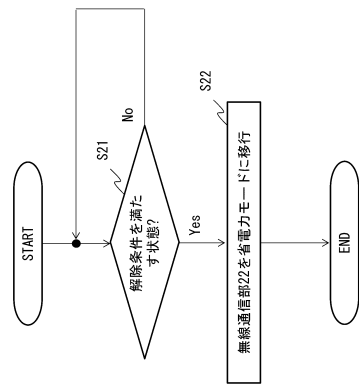 START
S21
解除条件を満た
す状態?
No
Yes
S22
無線通信部22を省電力モードに移行
END